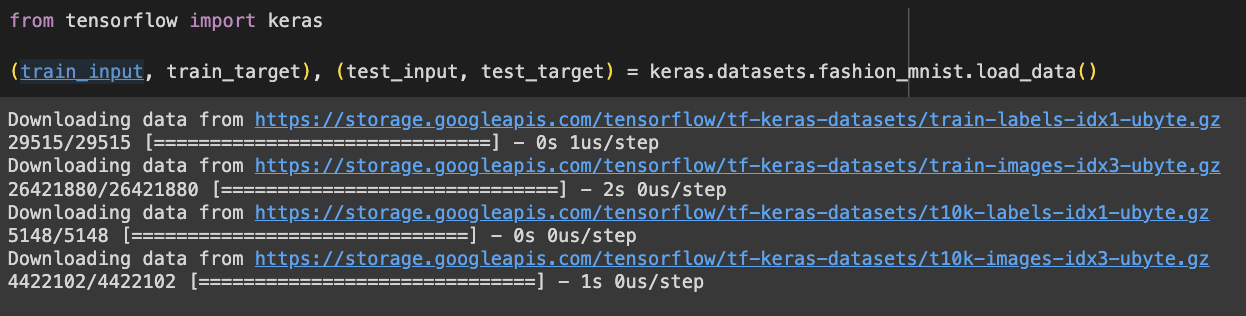 from tensorflow import keras
(train_input, train_target), (test_input, test_target) = keras.datasets.fashion_mnist.load_data()
Downloading data from https://storage.googleapis.com/tensorflow/tf-keras-datasets/train-labels-idx1-ubyte.gz
29515/29515 [==============================] - 0s 1us/step
Downloading data from https://storage.googleapis.com/tensorflow/tf-keras-datasets/train-images-idx3-ubyte.gz
26421880/26421880 [==============================] - 2s 0us/step
Downloading data from https://storage.googleapis.com/tensorflow/tf-keras-datasets/t10k-labels-idx1-ubyte.gz
5148/5148 [==============================] - 0s 0us/step
Downloading data from https://storage.googleapis.com/tensorflow/tf-keras-datasets/t10k-images-idx3-ubyte.gz
4422102/4422102 [==============================] - 1s 0us/step